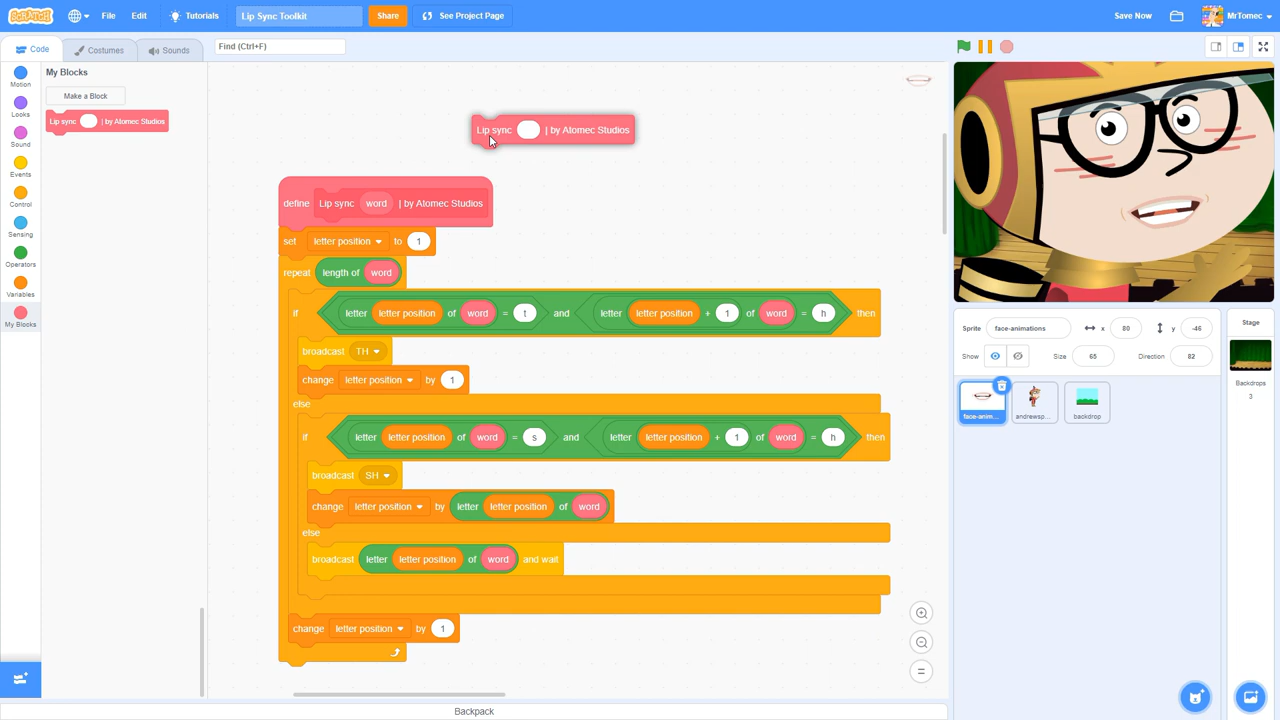 SCRATCH File Edit Tutorials Lip Sync Toolkit Share See Project Page Save Now MrTomec
Code Costumes Sounds Find (Ctrl+F)
My Blocks
Make a Block
Lip sync | by Atomec Studios
Motion
Looks
Sound
Events
Control
Sensing
Operators
Variables
My Blocks
Lip sync | by Atomec Studios
define Lip sync word | by Atomec Studios
set letter position to 1
repeat length of word
if letter letter position of word = t and letter letter position + 1 of word = h then
broadcast TH
change letter position by 1
else
if letter letter position of word = s and letter letter position + 1 of word = h then
broadcast SH
change letter position by letter letter position of word
else
broadcast letter letter position of word and wait
change letter position by 1
Backpack
Sprite face-animations x 80 y -46
Show Size 65 Direction 82
face-anim... andrewsp... backdrop
Stage
Backdrops
3